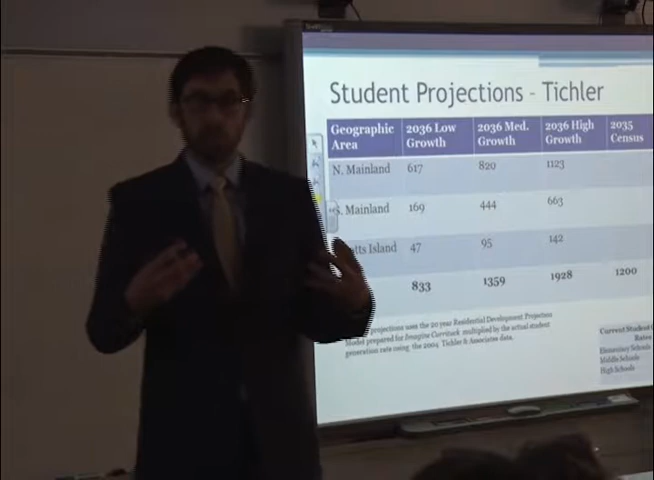 Student Projections - Tichler
Geographic Area 2036 Low Growth 2036 Med. Growth 2036 High Growth 2035 Census
N. Mainland 617 820 1123
S. Mainland 169 444 663
Island 47 95 142
833 1359 1928 1200
projections uses the 20 year Residential Development Projection
Model prepared for Imagine Currituck multiplied by the actual student
generation rate using the 2004 Tichler & Associates data.
Current Student
Rates
Elementary Schools
Middle Schools
High Schools